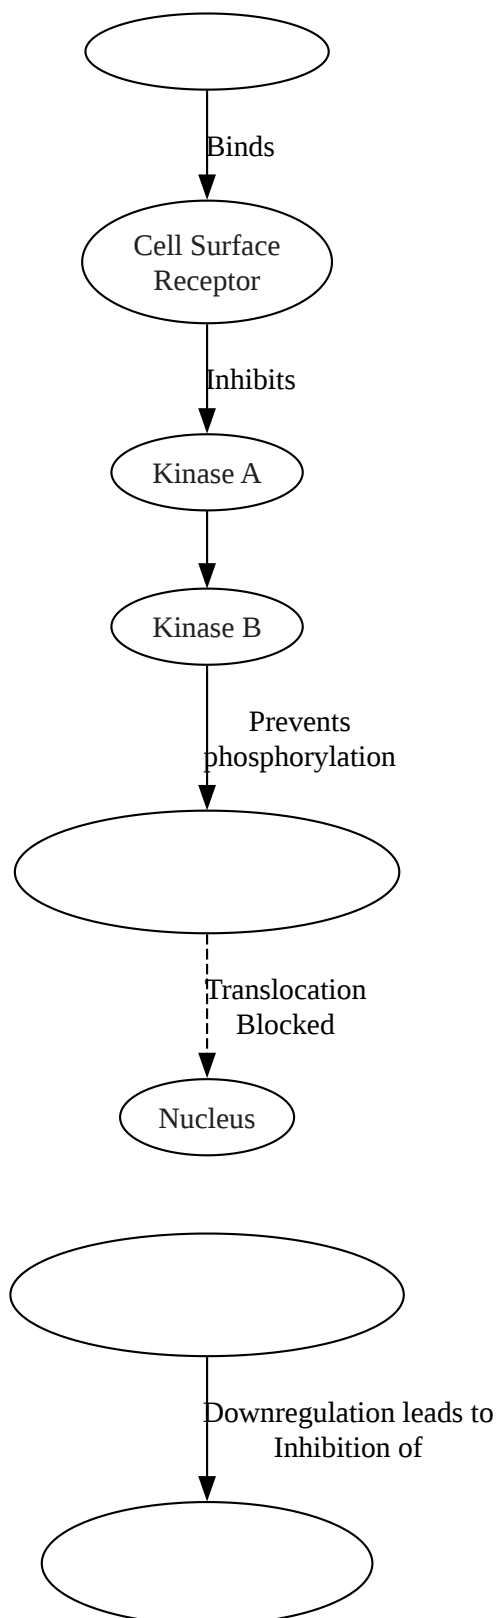 Binds
Cell Surface
Receptor
Inhibits
Kinase A
Kinase B
Prevents
phosphorylation
Translocation
Blocked
Nucleus
Downregulation leads to
Inhibition of